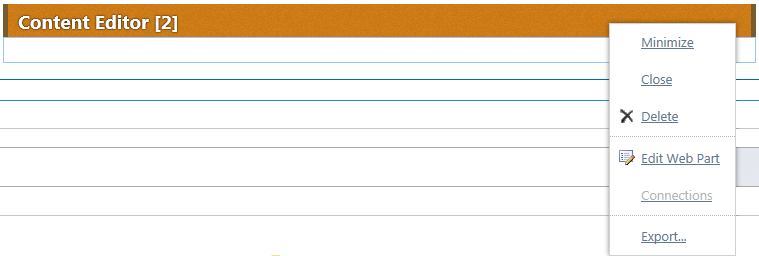 Content Editor [2]
Minimize
Close
Delete
Edit Web Part
Connections
Export...